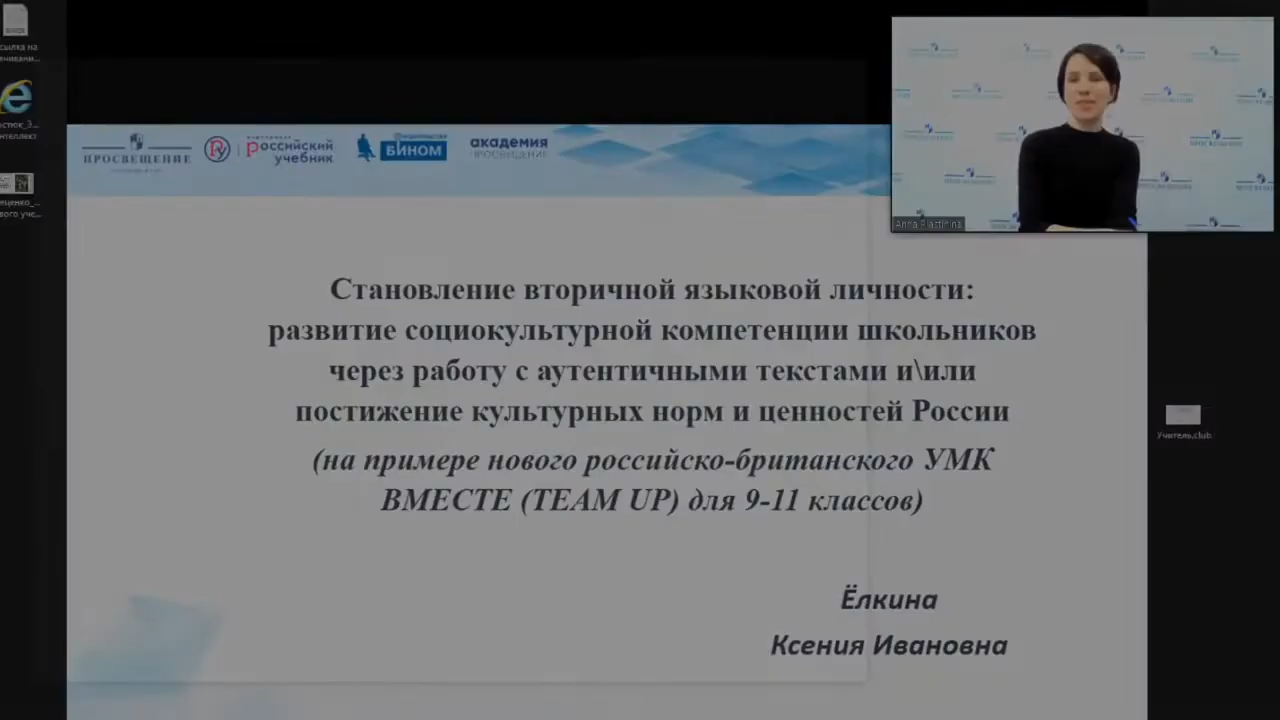 ПРОСВЕЩЕНИЕ
российский
учебник
БИНОМ
академия
ПРОСВЕЩЕНИЕ
Становление вторичной языковой личности:
развитие социокультурной компетенции школьников
через работу с аутентичными текстами и\или
постижение культурных норм и ценностей России
(на примере нового российско-британского УМК
ВМЕСТЕ (TEAM UP) для 9-11 классов)
Ёлкина
Ксения Ивановна
Anna Plastinina
Учитель.club